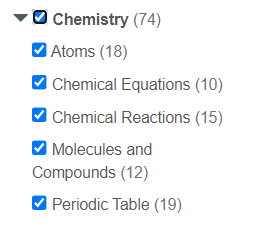 Chemistry (74)
Atoms (18)
Chemical Equations (10)
Chemical Reactions (15)
Molecules and
Compounds (12)
Periodic Table (19)